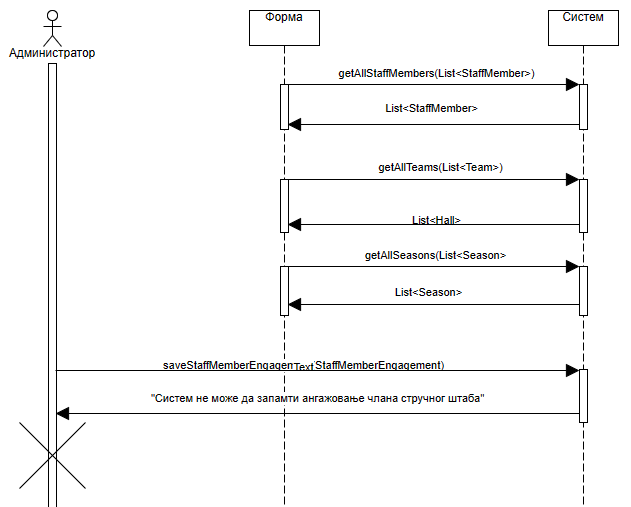 Форма
Систем
Администратор
getAllStaffMembers(List<StaffMember>)
List<StaffMember>
getAllTeams(List<Team>)
List<Hall>
getAllSeasons(List<Season>
List<Season>
Text
StaffMemberEngagement)
"Систем не може да запамти ангажовање члана стручног штаба"